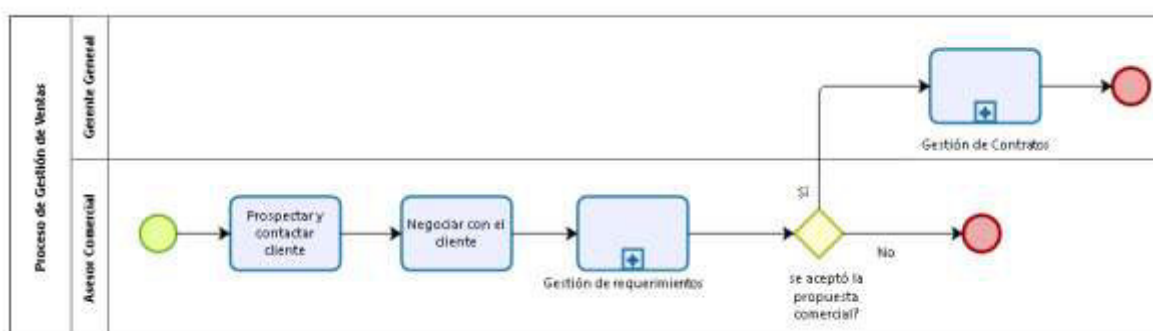 Proceso de Gestión de Ventas
Gerente General
Gestión de Contratos
Asesor Comercial
Prospectar y
contactar
cliente
Negociar con el
cliente
Gestión de requerimientos
Sí
No
se aceptó la
propuesta
comercial?